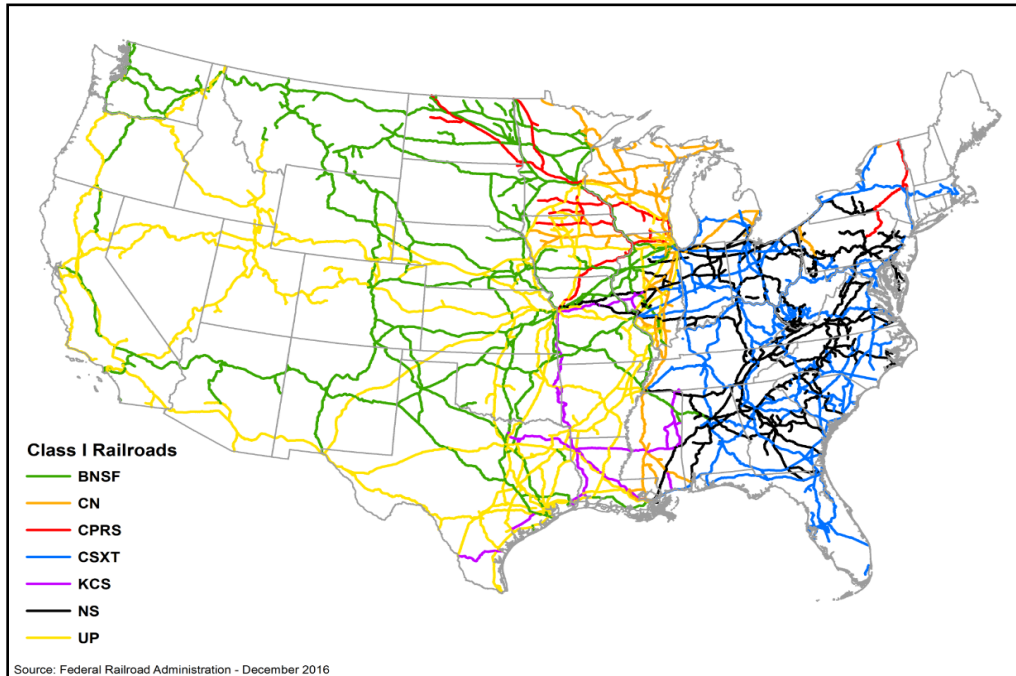 Class I Railroads
BNSF
CN
CPRS
CSXT
KCS
NS
UP
Source: Federal Railroad Administration - December 2016